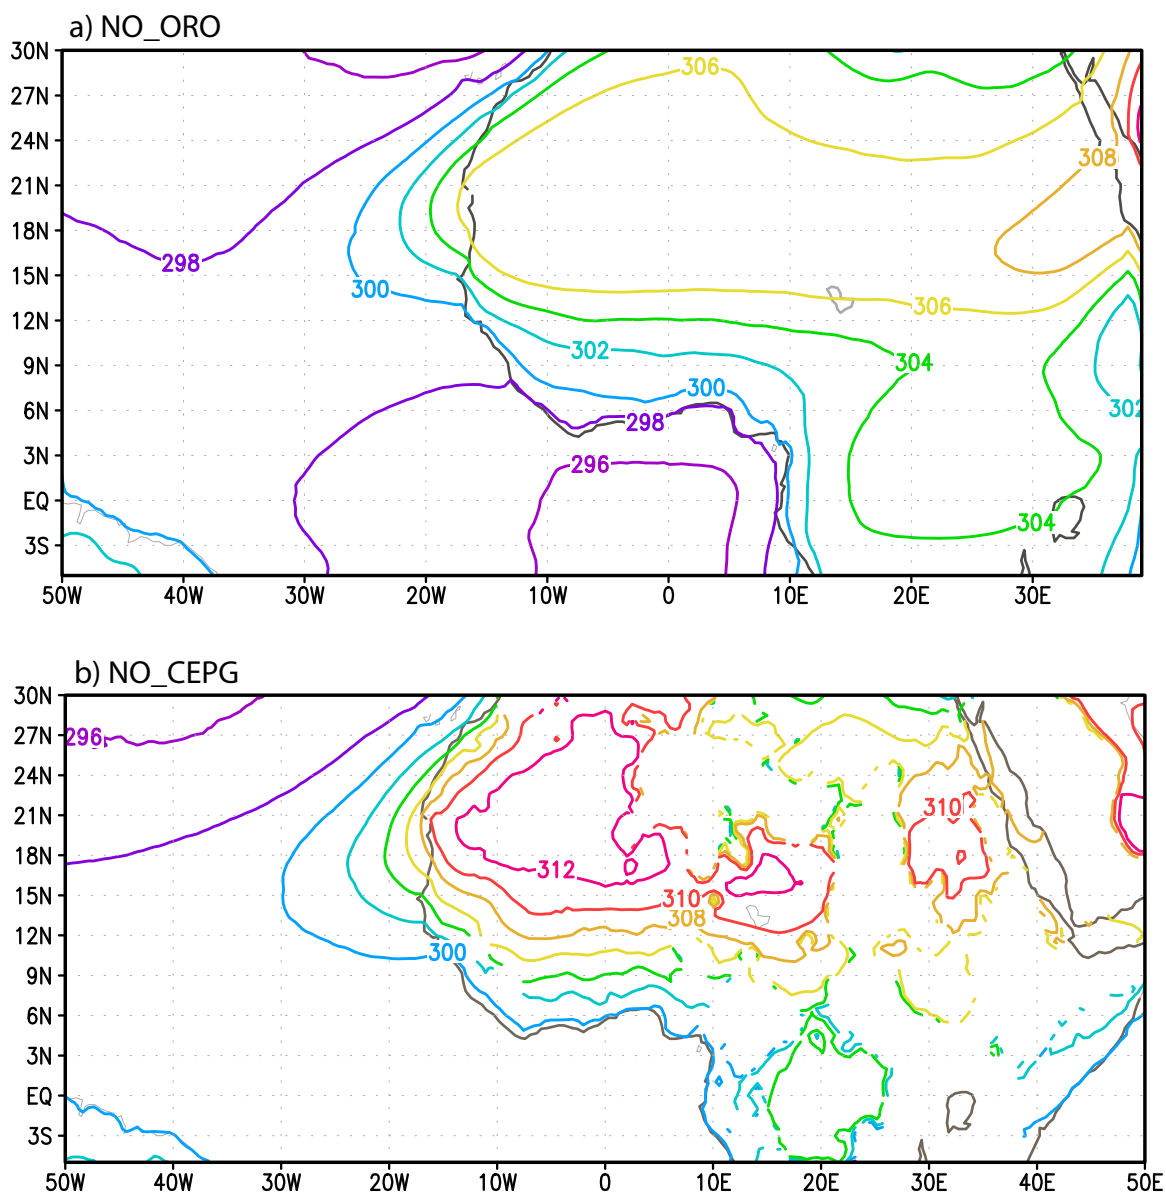 a) NO_ORO
30N
27N
24N
21N
18N
15N
12N
9N
6N
3N
EQ
3S
306
308
298
300
306
302
304
300
302
298
296
304
50W 40W 30W 20W 10W 0 10E 20E 30E
b) NO_CEPG
30N
27N
24N
21N
18N
15N
12N
9N
6N
3N
EQ
3S
296
310
312
310
308
300
50W 40W 30W 20W 10W 0 10E 20E 30E 40E 50E